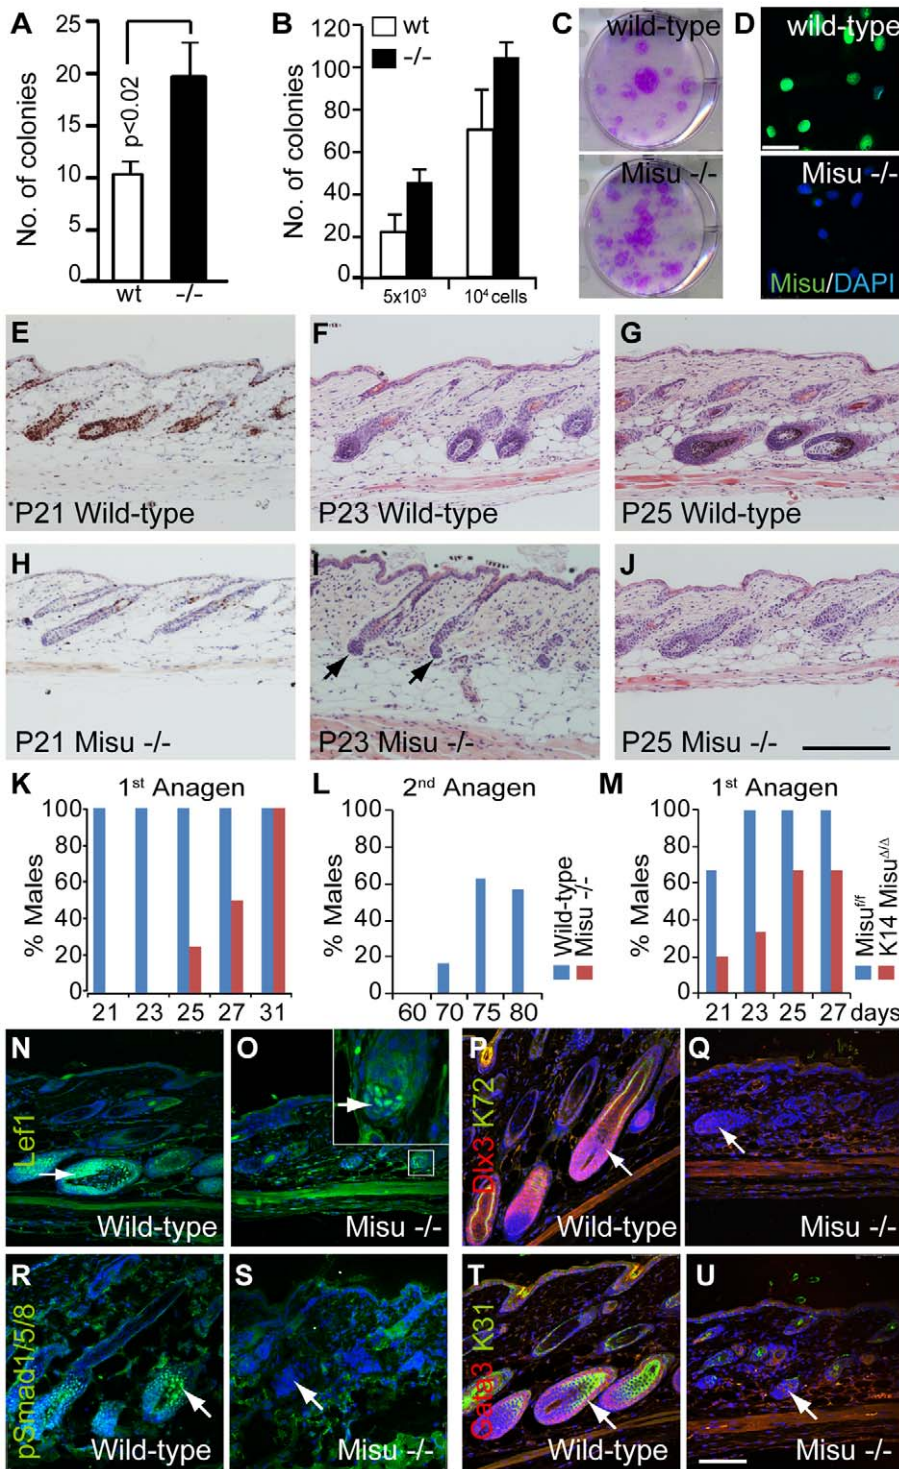 A
25
20
15
10
5
0
No. of colonies
p<0.02
wt
-/-
B
wt
-/-
120
100
80
60
40
20
0
No. of colonies
5x10³
10⁴ cells
C
wild-type
Misu -/-
D
wild-type
Misu -/-
Misu/DAPI
E
P21 Wild-type
F
P23 Wild-type
G
P25 Wild-type
H
P21 Misu -/-
I
P23 Misu -/-
J
P25 Misu -/-
K
1st Anagen
100
80
60
40
20
0
% Males
21 23 25 27 31
L
2nd Anagen
100
80
60
40
20
0
% Males
60 70 75 80
Wild-type
Misu -/-
M
1st Anagen
100
80
60
40
20
0
% Males
21 23 25 27 days
Misu f/f
K14 Misu Δ/Δ
N
Lef1
Wild-type
O
Misu -/-
P
Dlx3 K72
Wild-type
Q
Misu -/-
R
pSmad1/5/8
Wild-type
S
Misu -/-
T
Gata3 K31
Wild-type
U
Misu -/-